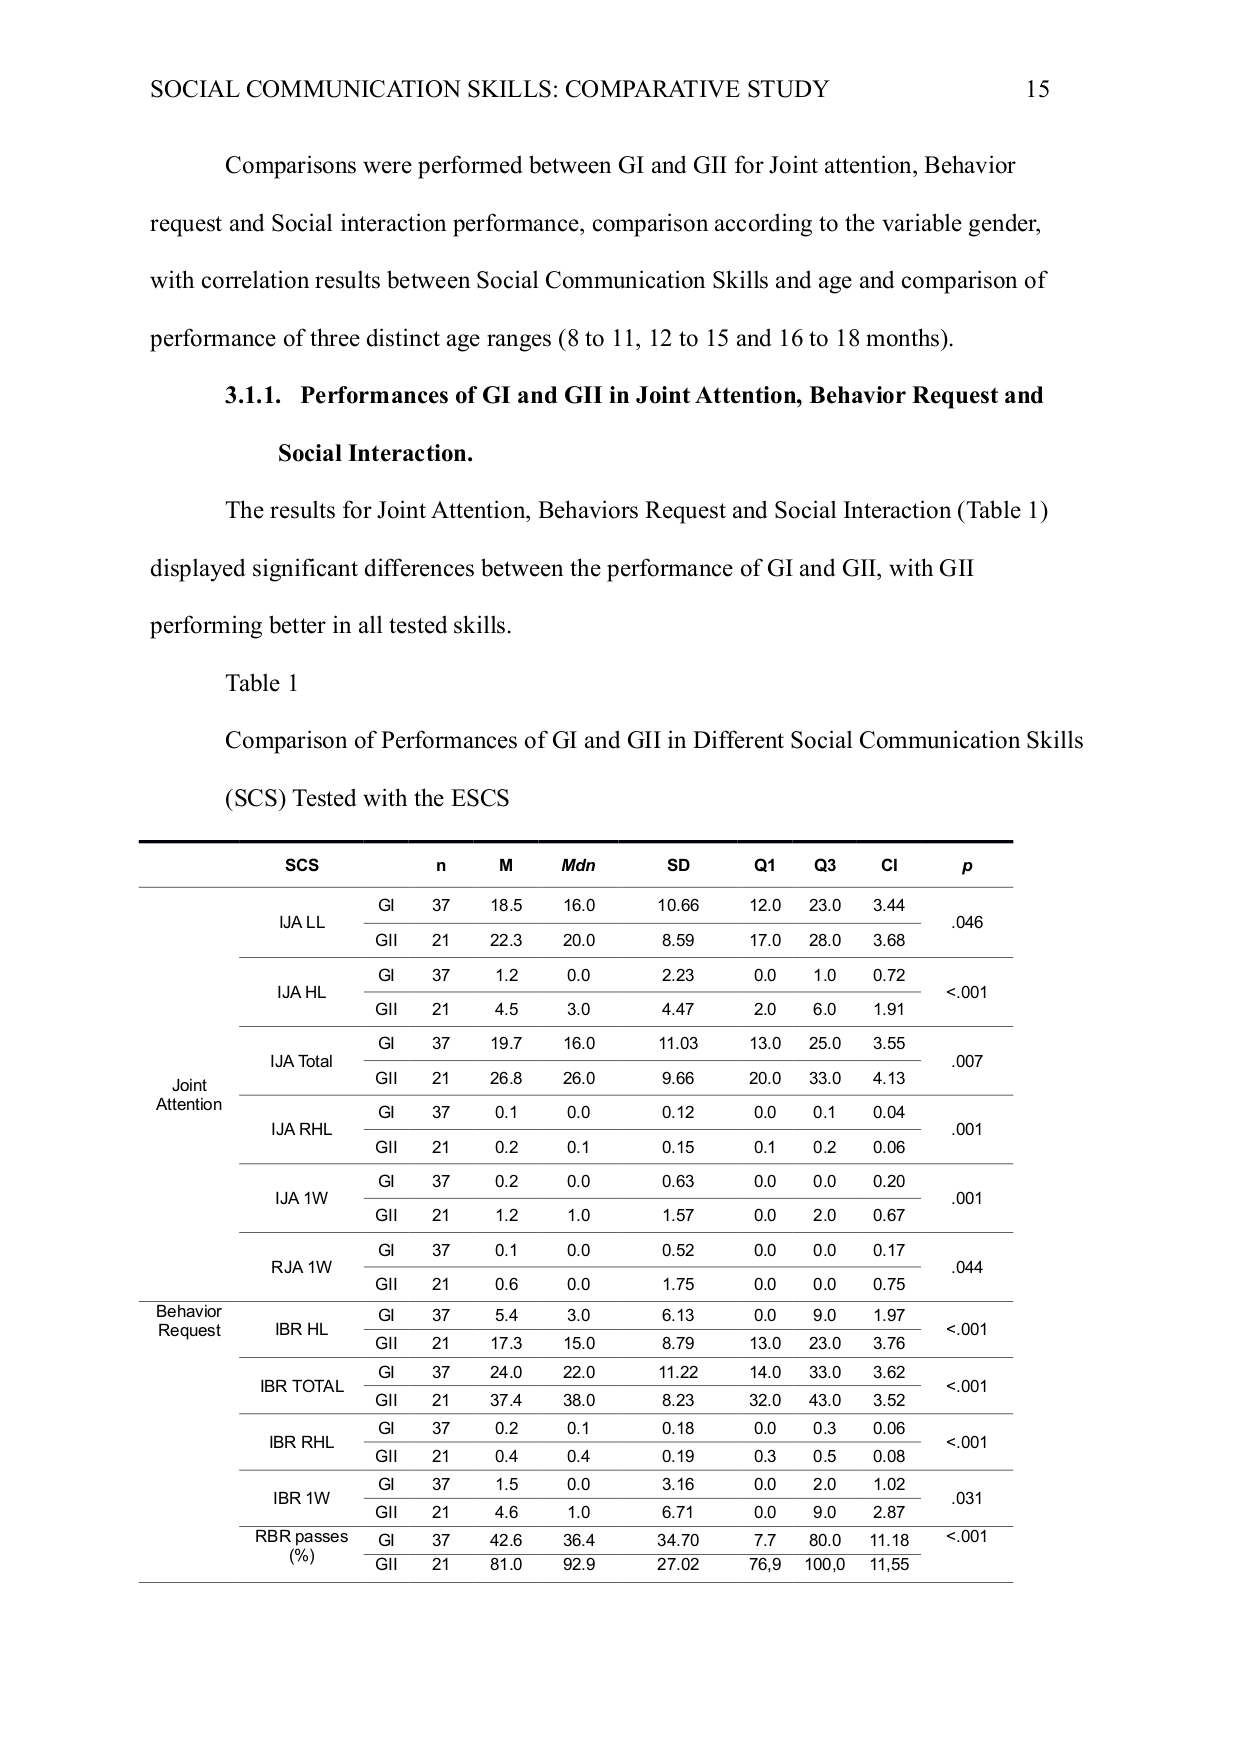 SOCIAL COMMUNICATION SKILLS: COMPARATIVE STUDY 15
Comparisons were performed between GI and GII for Joint attention, Behavior
request and Social interaction performance, comparison according to the variable gender,
with correlation results between Social Communication Skills and age and comparison of
performance of three distinct age ranges (8 to 11, 12 to 15 and 16 to 18 months).
3.1.1. Performances of GI and GII in Joint Attention, Behavior Request and
Social Interaction.
The results for Joint Attention, Behaviors Request and Social Interaction (Table 1)
displayed significant differences between the performance of GI and GII, with GII
performing better in all tested skills.
Table 1
Comparison of Performances of GI and GII in Different Social Communication Skills
(SCS) Tested with the ESCS
SCS n M Mdn SD Q1 Q3 CI p
Joint
Attention
IJA LL
GI 37 18.5 16.0 10.66 12.0 23.0 3.44
.046
GII 21 22.3 20.0 8.59 17.0 28.0 3.68
IJA HL
GI 37 1.2 0.0 2.23 0.0 1.0 0.72
<.001
GII 21 4.5 3.0 4.47 2.0 6.0 1.91
IJA Total
GI 37 19.7 16.0 11.03 13.0 25.0 3.55
.007
GII 21 26.8 26.0 9.66 20.0 33.0 4.13
IJA RHL
GI 37 0.1 0.0 0.12 0.0 0.1 0.04
.001
GII 21 0.2 0.1 0.15 0.1 0.2 0.06
IJA 1W
GI 37 0.2 0.0 0.63 0.0 0.0 0.20
.001
GII 21 1.2 1.0 1.57 0.0 2.0 0.67
RJA 1W
GI 37 0.1 0.0 0.52 0.0 0.0 0.17
.044
GII 21 0.6 0.0 1.75 0.0 0.0 0.75
Behavior
Request
IBR HL
GI 37 5.4 3.0 6.13 0.0 9.0 1.97
<.001
GII 21 17.3 15.0 8.79 13.0 23.0 3.76
IBR TOTAL
GI 37 24.0 22.0 11.22 14.0 33.0 3.62
<.001
GII 21 37.4 38.0 8.23 32.0 43.0 3.52
IBR RHL
GI 37 0.2 0.1 0.18 0.0 0.3 0.06
<.001
GII 21 0.4 0.4 0.19 0.3 0.5 0.08
IBR 1W
GI 37 1.5 0.0 3.16 0.0 2.0 1.02
.031
GII 21 4.6 1.0 6.71 0.0 9.0 2.87
RBR passes
(%)
GI 37 42.6 36.4 34.70 7.7 80.0 11.18
<.001
GII 21 81.0 92.9 27.02 76,9 100,0 11,55